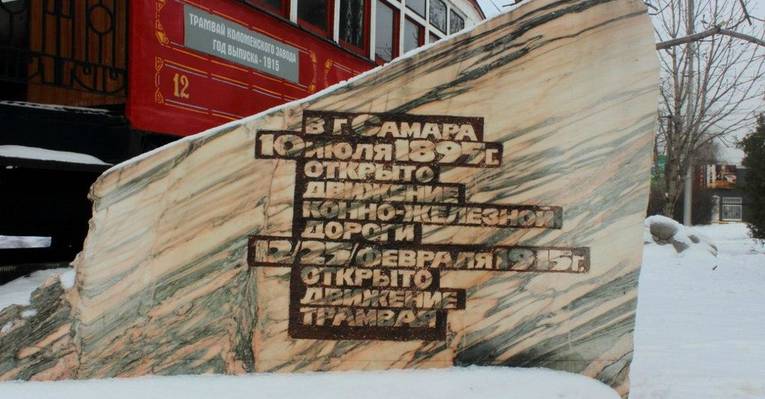 ТРАМВАЙ КОЛОМЕНСКОГО ЗАВОДА
ГОД ВЫПУСКА - 1915
12
В Г. САМАРА
10 ИЮЛЯ 1897 Г.
ОТКРЫТО
ДВИЖЕНИЕ
КОННО-ЖЕЛЕЗНОЙ
ДОРОГИ
12/25/ФЕВРАЛЯ 1915 Г.
ОТКРЫТО
ДВИЖЕНИЕ
ТРАМВАЯ